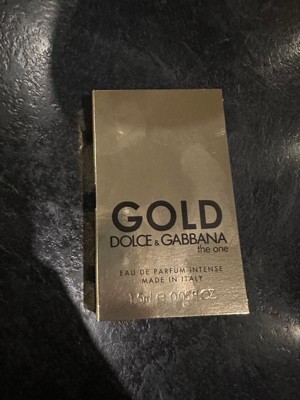 GOLD
DOLCE & GABBANA
the one
EAU DE PARFUM INTENSE
MADE IN ITALY